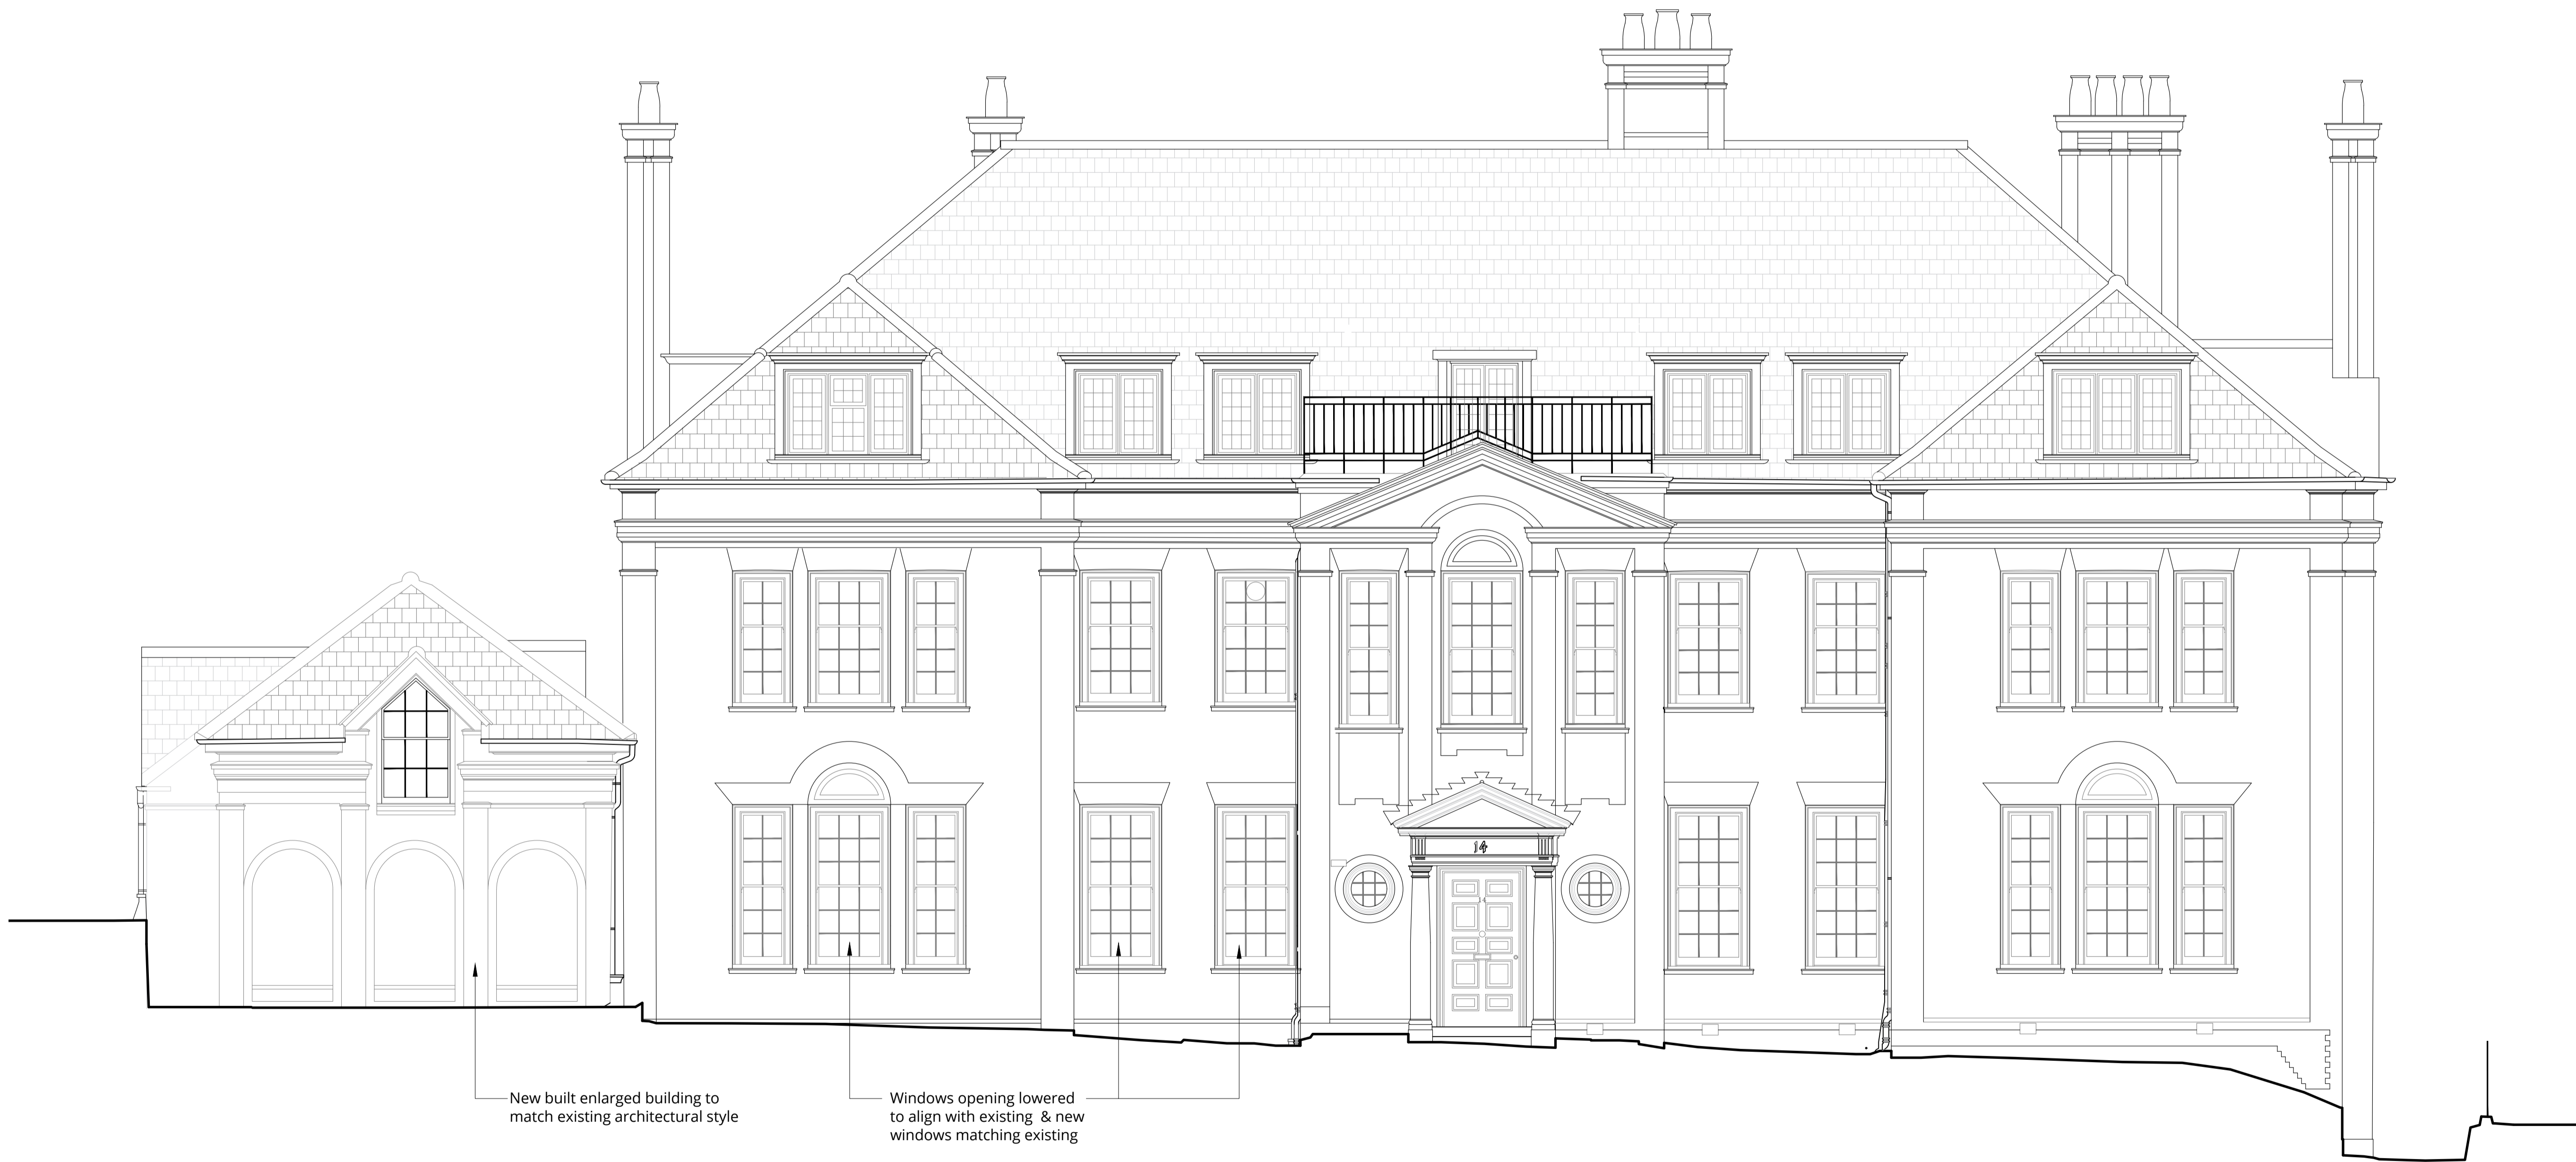 14
14
New built enlarged building to
match existing architectural style
Windows opening lowered
to align with existing & new
windows matching existing